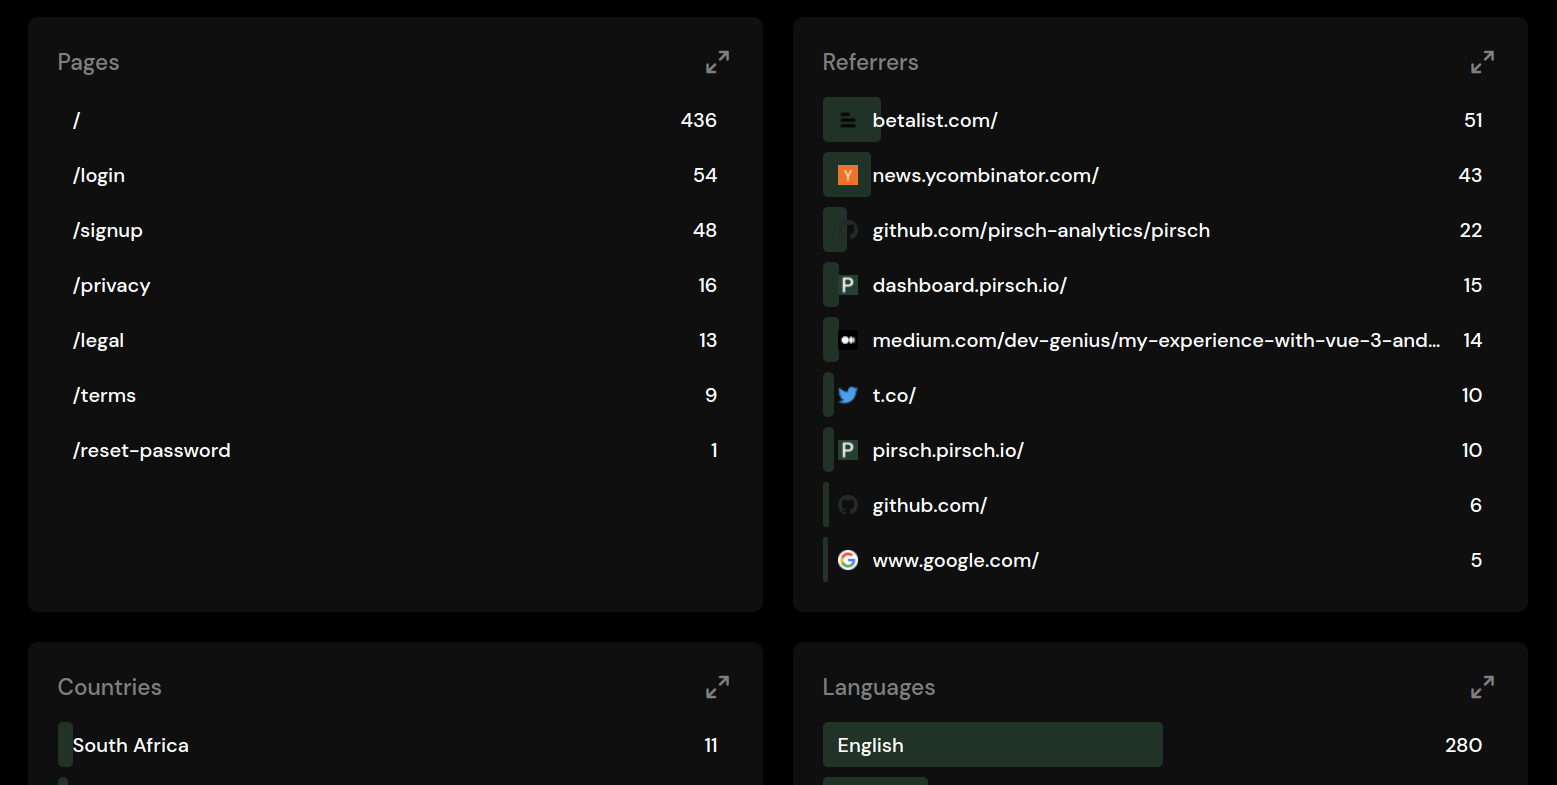 Pages
/ 436
/login 54
/signup 48
/privacy 16
/legal 13
/terms 9
/reset-password 1
Referrers
betalist.com/ 51
Y news.ycombinator.com/ 43
github.com/pirsch-analytics/pirsch 22
P dashboard.pirsch.io/ 15
medium.com/dev-genius/my-experience-with-vue-3-and... 14
t.co/ 10
P pirsch.pirsch.io/ 10
github.com/ 6
G www.google.com/ 5
Countries
South Africa 11
Languages
English 280